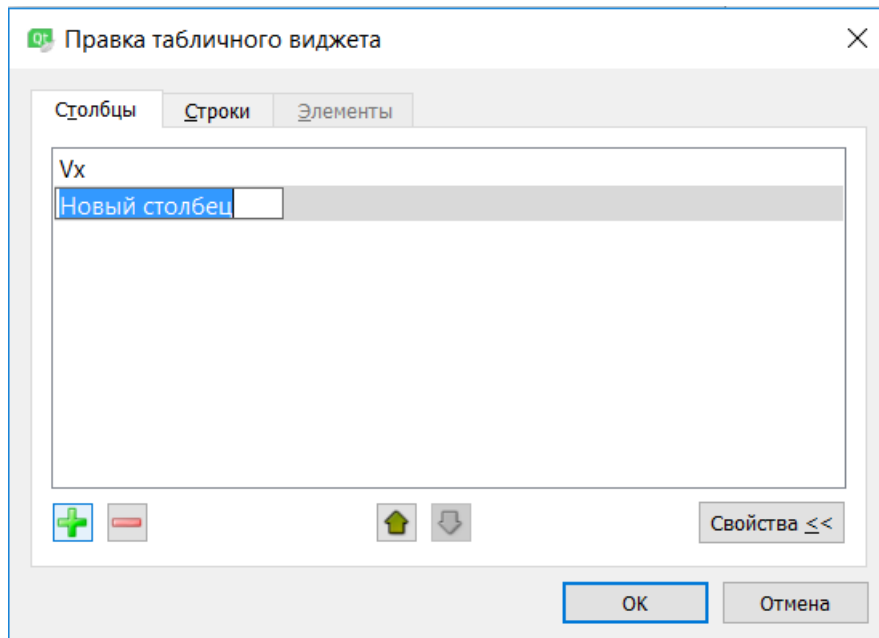 Qt Правка табличного виджета
Столбцы Строки Элементы
Vx
Новый столбец
Свойства <<
OK Отмена